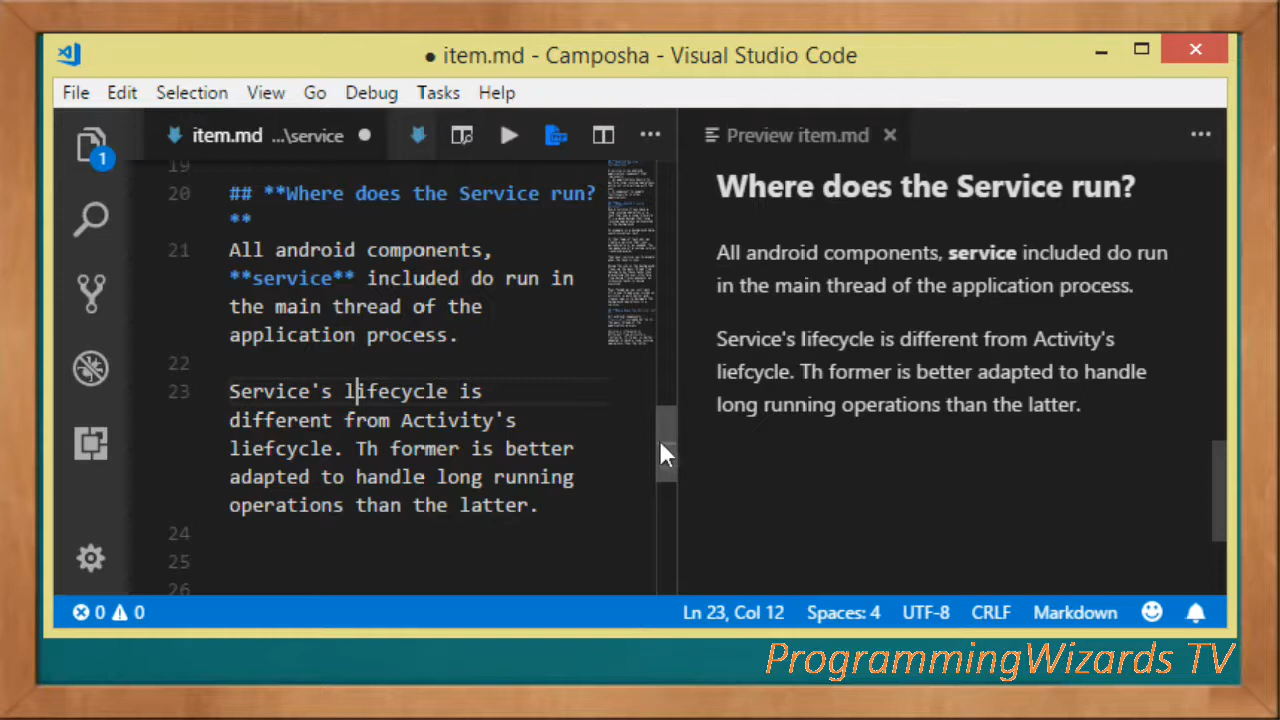 ● item.md - Camposha - Visual Studio Code
File Edit Selection View Go Debug Tasks Help
1
item.md ...\service ●
Preview item.md
19
20 ## **Where does the Service run?
**
21 All android components,
**service** included do run in
the main thread of the
application process.
22
23 Service's lifecycle is
different from Activity's
liefcycle. Th former is better
adapted to handle long running
operations than the latter.
24
25
26
Where does the Service run?
All android components, service included do run
in the main thread of the application process.
Service's lifecycle is different from Activity's
liefcycle. Th former is better adapted to handle
long running operations than the latter.
0 0 Ln 23, Col 12 Spaces: 4 UTF-8 CRLF Markdown
ProgrammingWizards TV